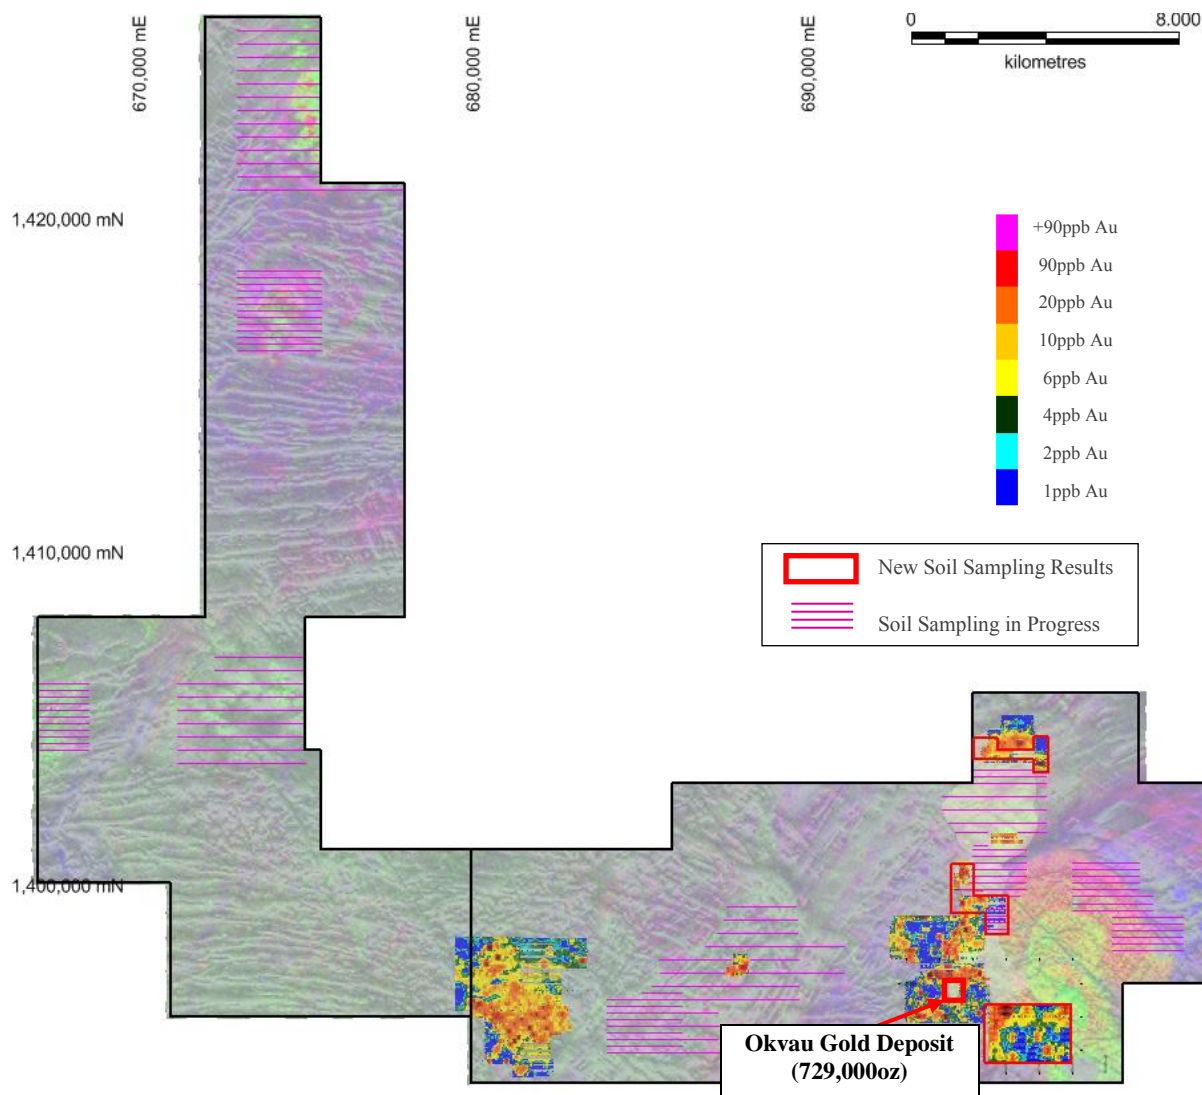 670,000 mE
680,000 mE
690,000 mE
0 8.000
kilometres
1,420,000 mN
+90ppb Au
90ppb Au
20ppb Au
10ppb Au
6ppb Au
4ppb Au
2ppb Au
1ppb Au
1,410,000 mN
New Soil Sampling Results
Soil Sampling in Progress
1,400,000 mN
Okvau Gold Deposit
(729,000oz)